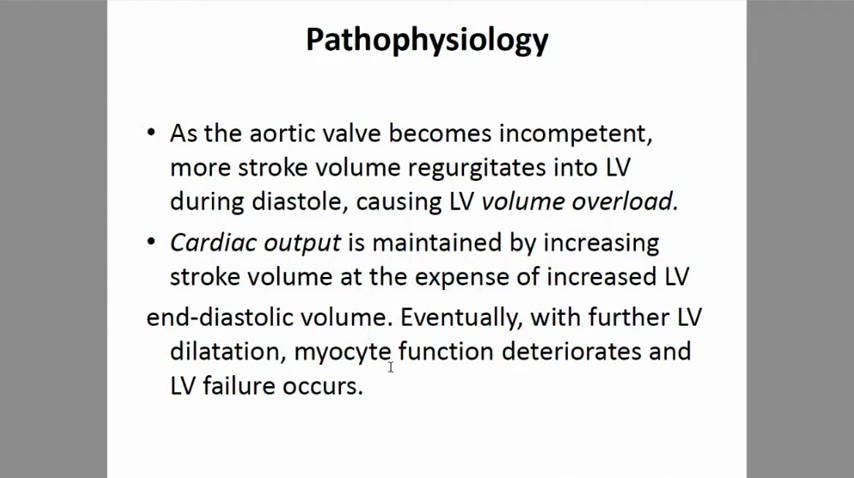 Pathophysiology
• As the aortic valve becomes incompetent,
more stroke volume regurgitates into LV
during diastole, causing LV volume overload.
• Cardiac output is maintained by increasing
stroke volume at the expense of increased LV
end-diastolic volume. Eventually, with further LV
dilatation, myocyte function deteriorates and
LV failure occurs.